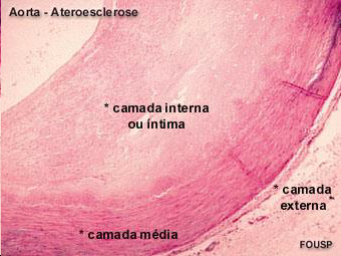 Aorta - Ateroesclerose
* camada interna
ou íntima
* camada
externa
* camada média
FOUSP